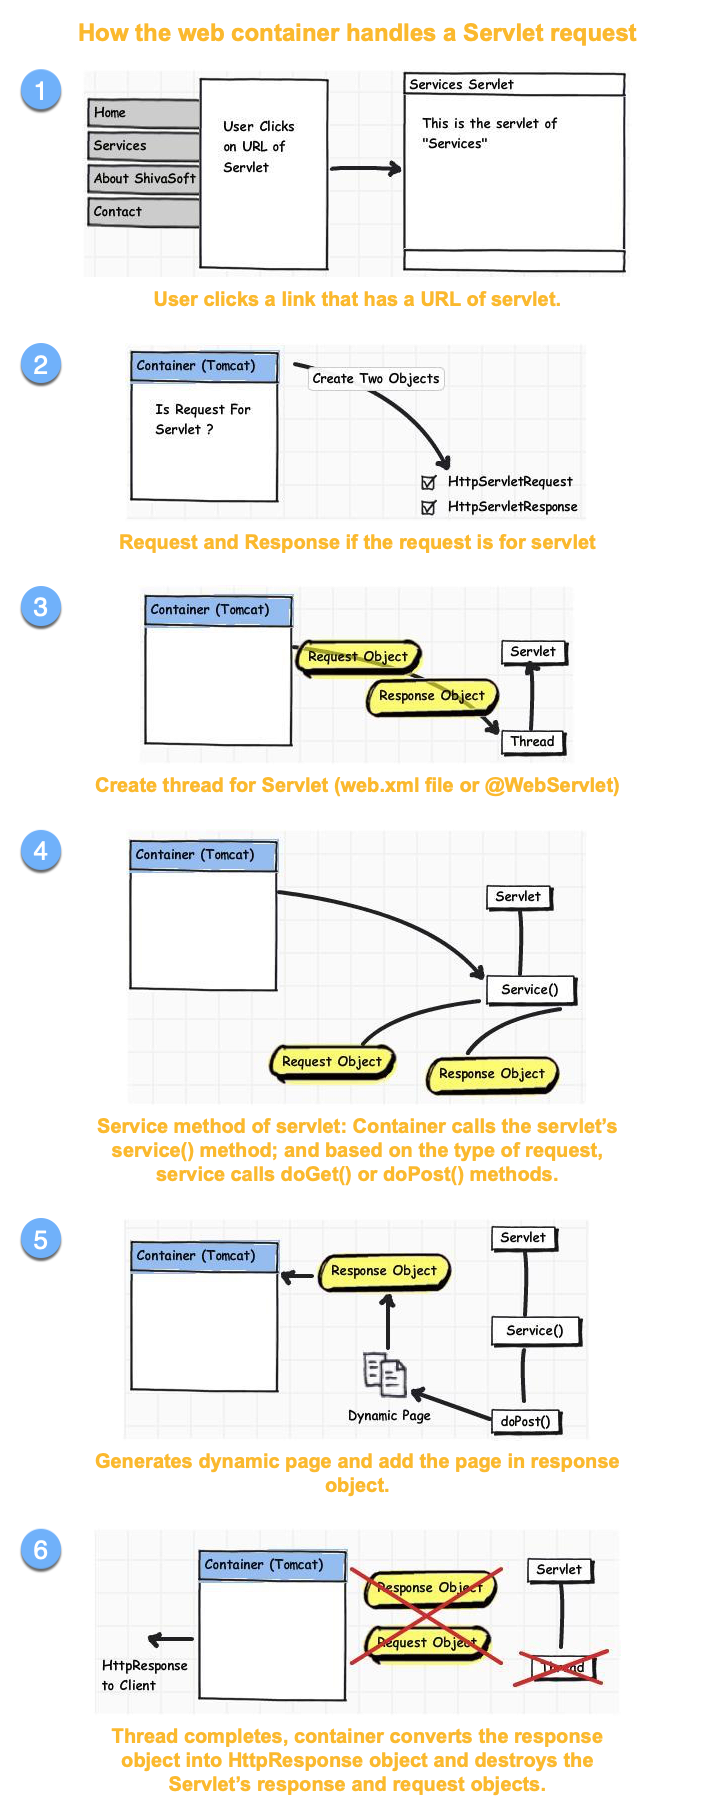 How the web container handles a Servlet request
1
Home
Services
About ShivaSoft
Contact
User Clicks
on URL of
Servlet
Services Servlet
This is the servlet of
"Services"
User clicks a link that has a URL of servlet.
2
Container (Tomcat)
Is Request For
Servlet ?
Create Two Objects
HttpServletRequest
HttpServletResponse
Request and Response if the request is for servlet
3
Container (Tomcat)
Request Object
Response Object
Servlet
Thread
Create thread for Servlet (web.xml file or @WebServlet)
4
Container (Tomcat)
Servlet
Service()
Request Object
Response Object
Service method of servlet: Container calls the servlet's
service() method; and based on the type of request,
service calls doGet() or doPost() methods.
5
Container (Tomcat)
Response Object
Dynamic Page
Servlet
Service()
doPost()
Generates dynamic page and add the page in response
object.
6
Container (Tomcat)
HttpResponse
to Client
Response Object
Request Object
Servlet
Thread
Thread completes, container converts the response
object into HttpResponse object and destroys the
Servlet's response and request objects.